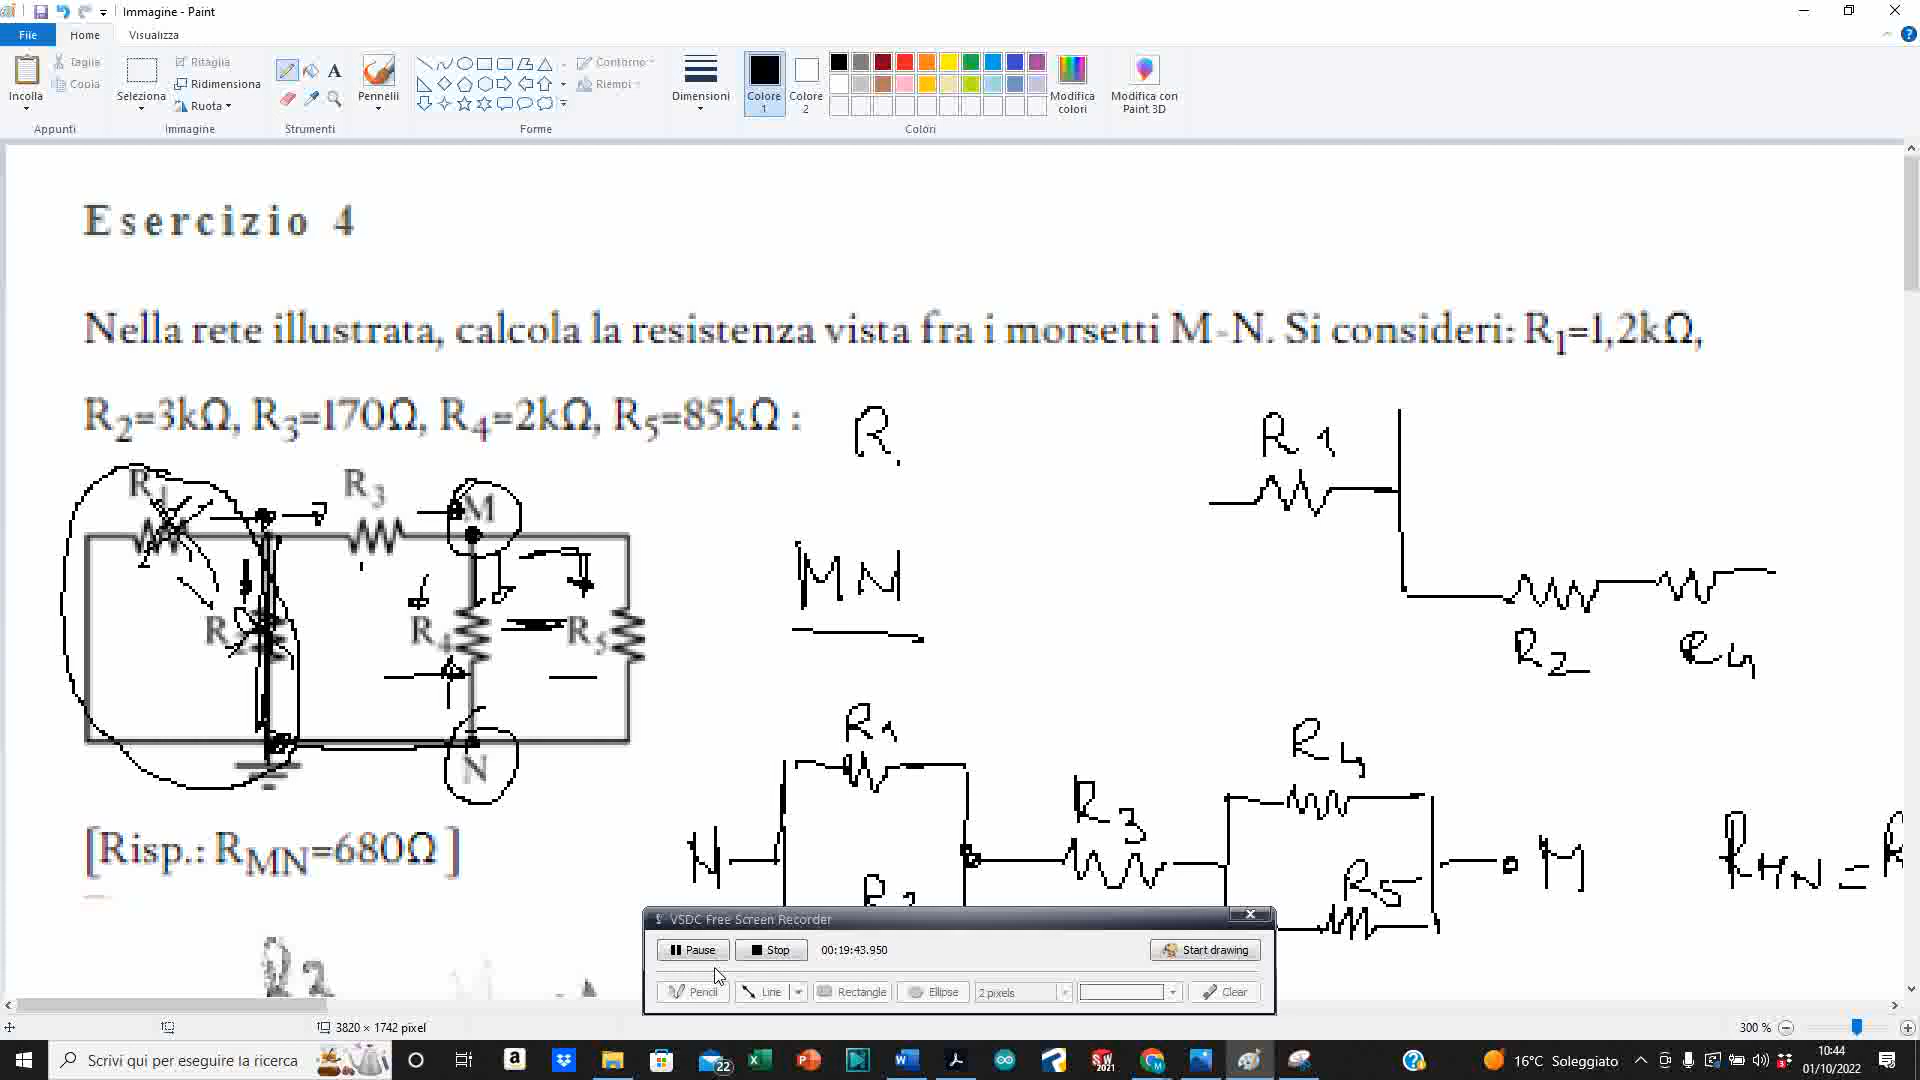 Immagine - Paint
File Home Visualizza
Incolla
Taglia
Copia
Appunti
Seleziona
Ritaglia
Ridimensiona
Ruota
Immagine
Strumenti
Pennelli
Forme
Contorno
Riempi
Dimensioni
Colore 1
Colore 2
Modifica colori
Modifica con Paint 3D
Colori
Esercizio 4
Nella rete illustrata, calcola la resistenza vista fra i morsetti M-N. Si consideri: R1=1,2kΩ,
R2=3kΩ, R3=170Ω, R4=2kΩ, R5=85kΩ :
R.
R1
R1
R3
M
MN
R4
R5
R2
R4
N
R1
R4
R3
[Risp.: RMN=680Ω ]
N
R5
M
RMN = R
VSDC Free Screen Recorder
Pause
Stop
00:19:43.950
Start drawing
Pencil
Line
Rectangle
Ellipse
2 pixels
Clear
3820 × 1742 pixel
300 %
Scrivi qui per eseguire la ricerca
22
16°C Soleggiato
10:44
01/10/2022